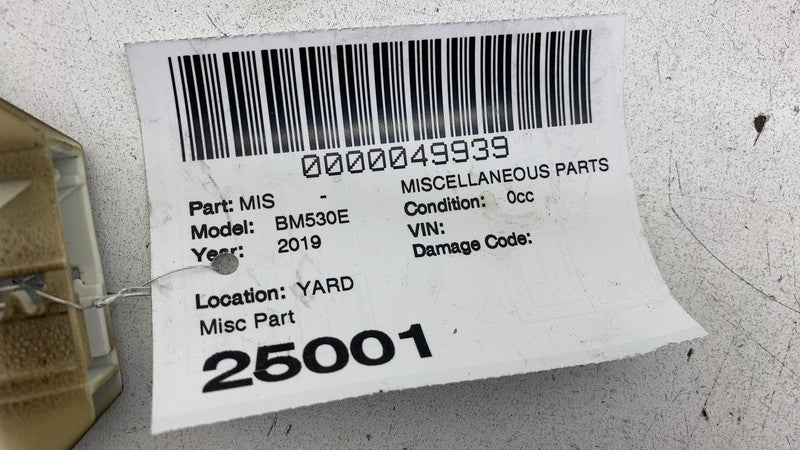 0000049939
Part: MIS - MISCELLANEOUS PARTS
Model: BM530E Condition: 0cc
Year: 2019 VIN:
Damage Code:
Location: YARD
Misc Part
25001